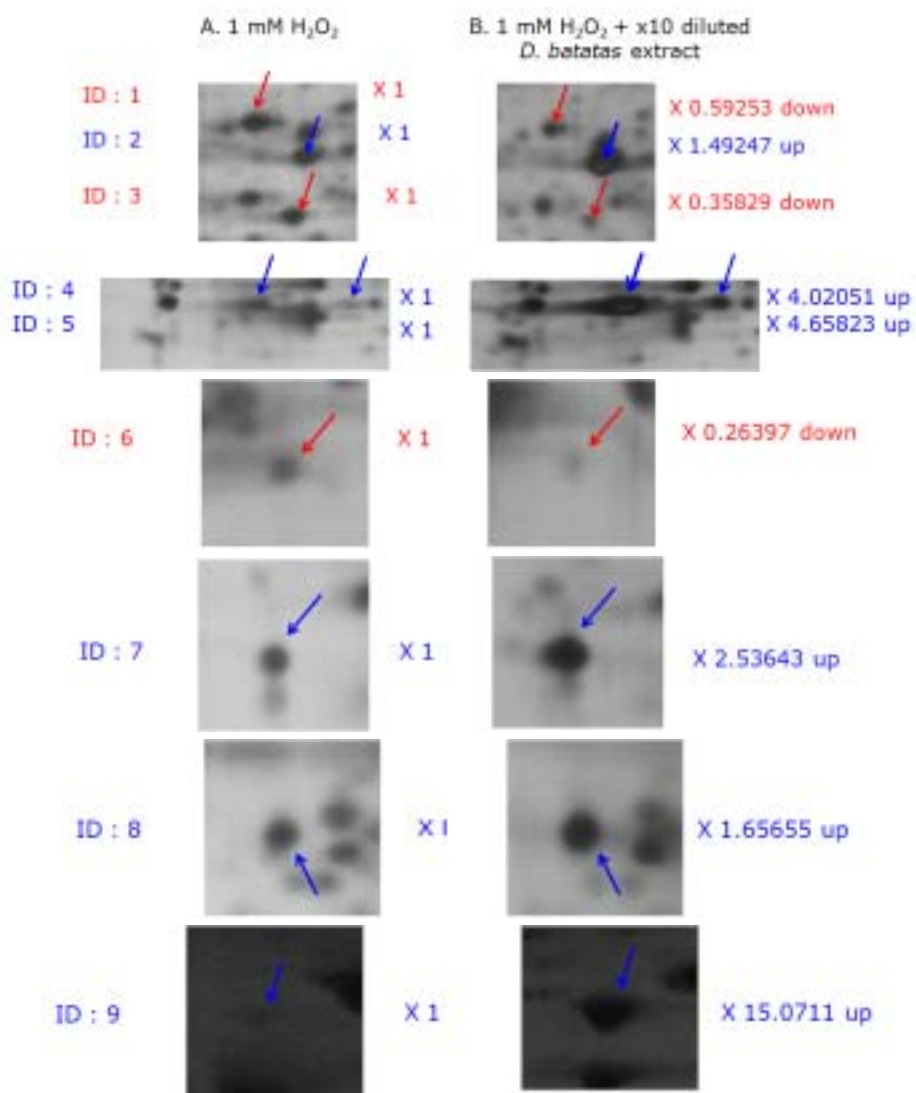 A. 1 mM H₂O₂
B. 1 mM H₂O₂ + x10 diluted
D. batatas extract
ID : 1
X 1
X 0.59253 down
ID : 2
X 1
X 1.49247 up
ID : 3
X 1
X 0.35829 down
ID : 4
X 1
X 4.02051 up
ID : 5
X 1
X 4.65823 up
ID : 6
X 1
X 0.26397 down
ID : 7
X 1
X 2.53643 up
ID : 8
X I
X 1.65655 up
ID : 9
X 1
X 15.0711 up